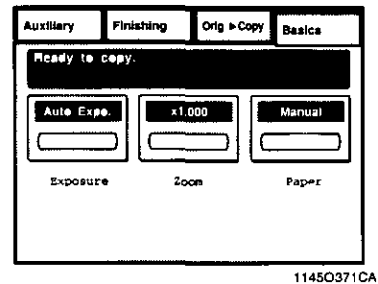 Auxiliary Finishing Orig ▸Copy Basics
Ready to copy.
Auto Expo. x1.000 Manual
Exposure Zoom Paper
1145O371CA